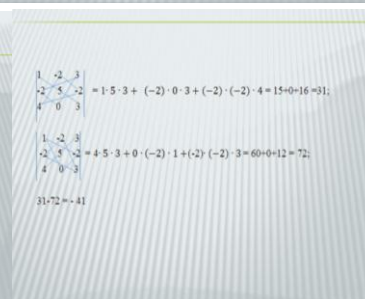 1 -2 3
-2 5 -2 = 1· 5 · 3 + (−2) · 0 · 3 + (−2) · (−2) · 4 = 15+0+16 =31;
4 0 3
1 -2 3
-2 5 -2 = 4· 5 · 3 + 0 · (−2) · 1 +(-2)· (−2) · 3 = 60+0+12 = 72;
4 0 3
31-72 = - 41